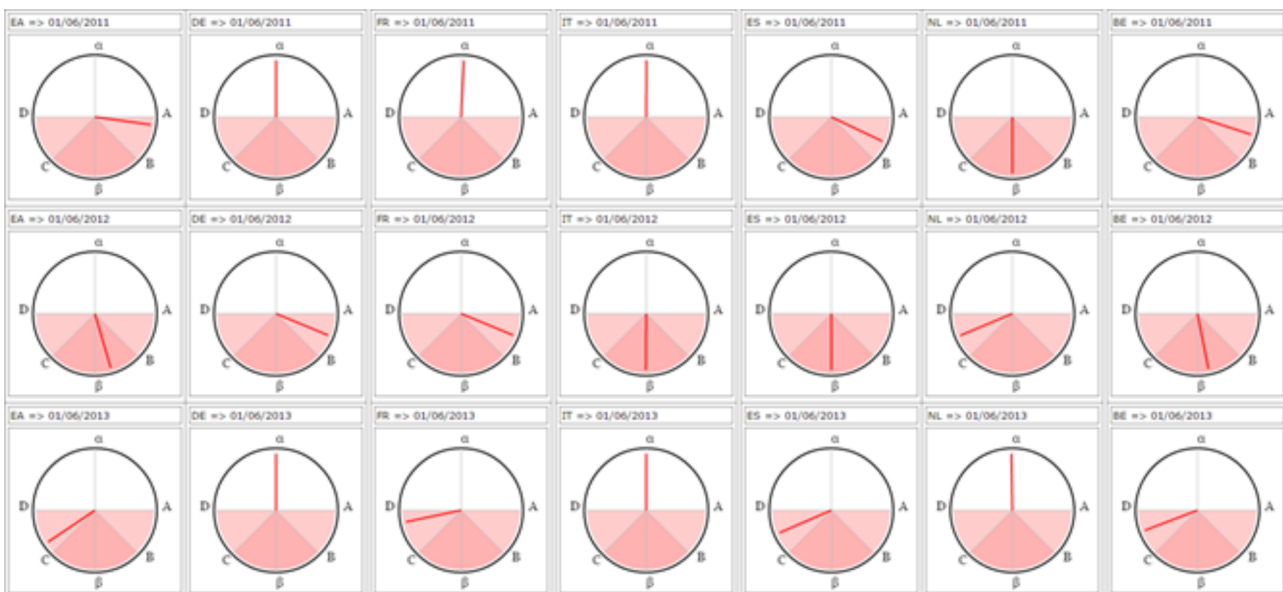 EA => 01/06/2011 DE => 01/06/2011 FR => 01/06/2011 IT => 01/06/2011 ES => 01/06/2011 NL => 01/06/2011 BE => 01/06/2011
α α α α α α α
D A D A D A D A D A D A D A
C B C B C B C B C B C B C B
β β β β β β β
EA => 01/06/2012 DE => 01/06/2012 FR => 01/06/2012 IT => 01/06/2012 ES => 01/06/2012 NL => 01/06/2012 BE => 01/06/2012
α α α α α α α
D A D A D A D A D A D A D A
C B C B C B C B C B C B C B
β β β β β β β
EA => 01/06/2013 DE => 01/06/2013 FR => 01/06/2013 IT => 01/06/2013 ES => 01/06/2013 NL => 01/06/2013 BE => 01/06/2013
α α α α α α α
D A D A D A D A D A D A D A
C B C B C B C B C B C B C B
β β β β β β β